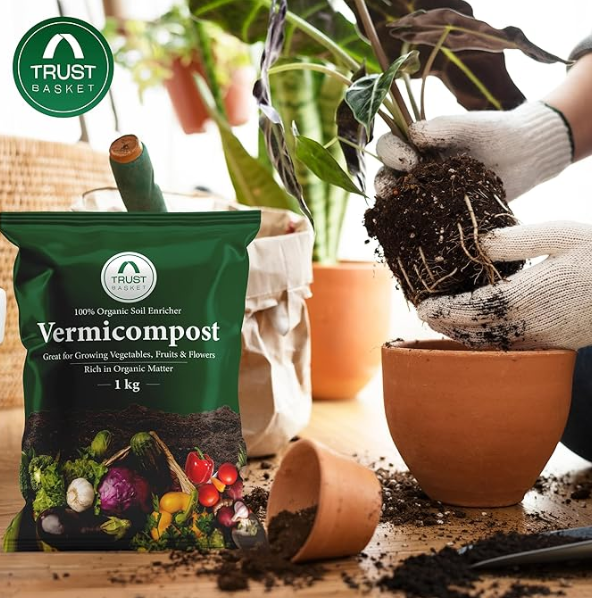 TRUST
BASKET
TRUST
BASKET
100% Organic Soil Enricher
Vermicompost
Great for Growing Vegetables, Fruits & Flowers
Rich in Organic Matter
1 kg